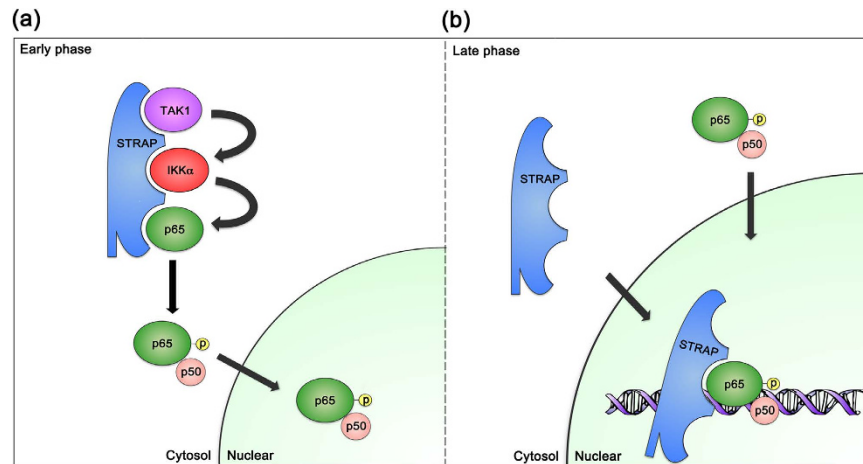 (a)
Early phase
TAK1
STRAP
IKKα
p65
p65
p
p50
p65
p
p50
Cytosol
Nuclear
(b)
Late phase
p65
p
p50
STRAP
STRAP
p65
p
p50
Cytosol
Nuclear